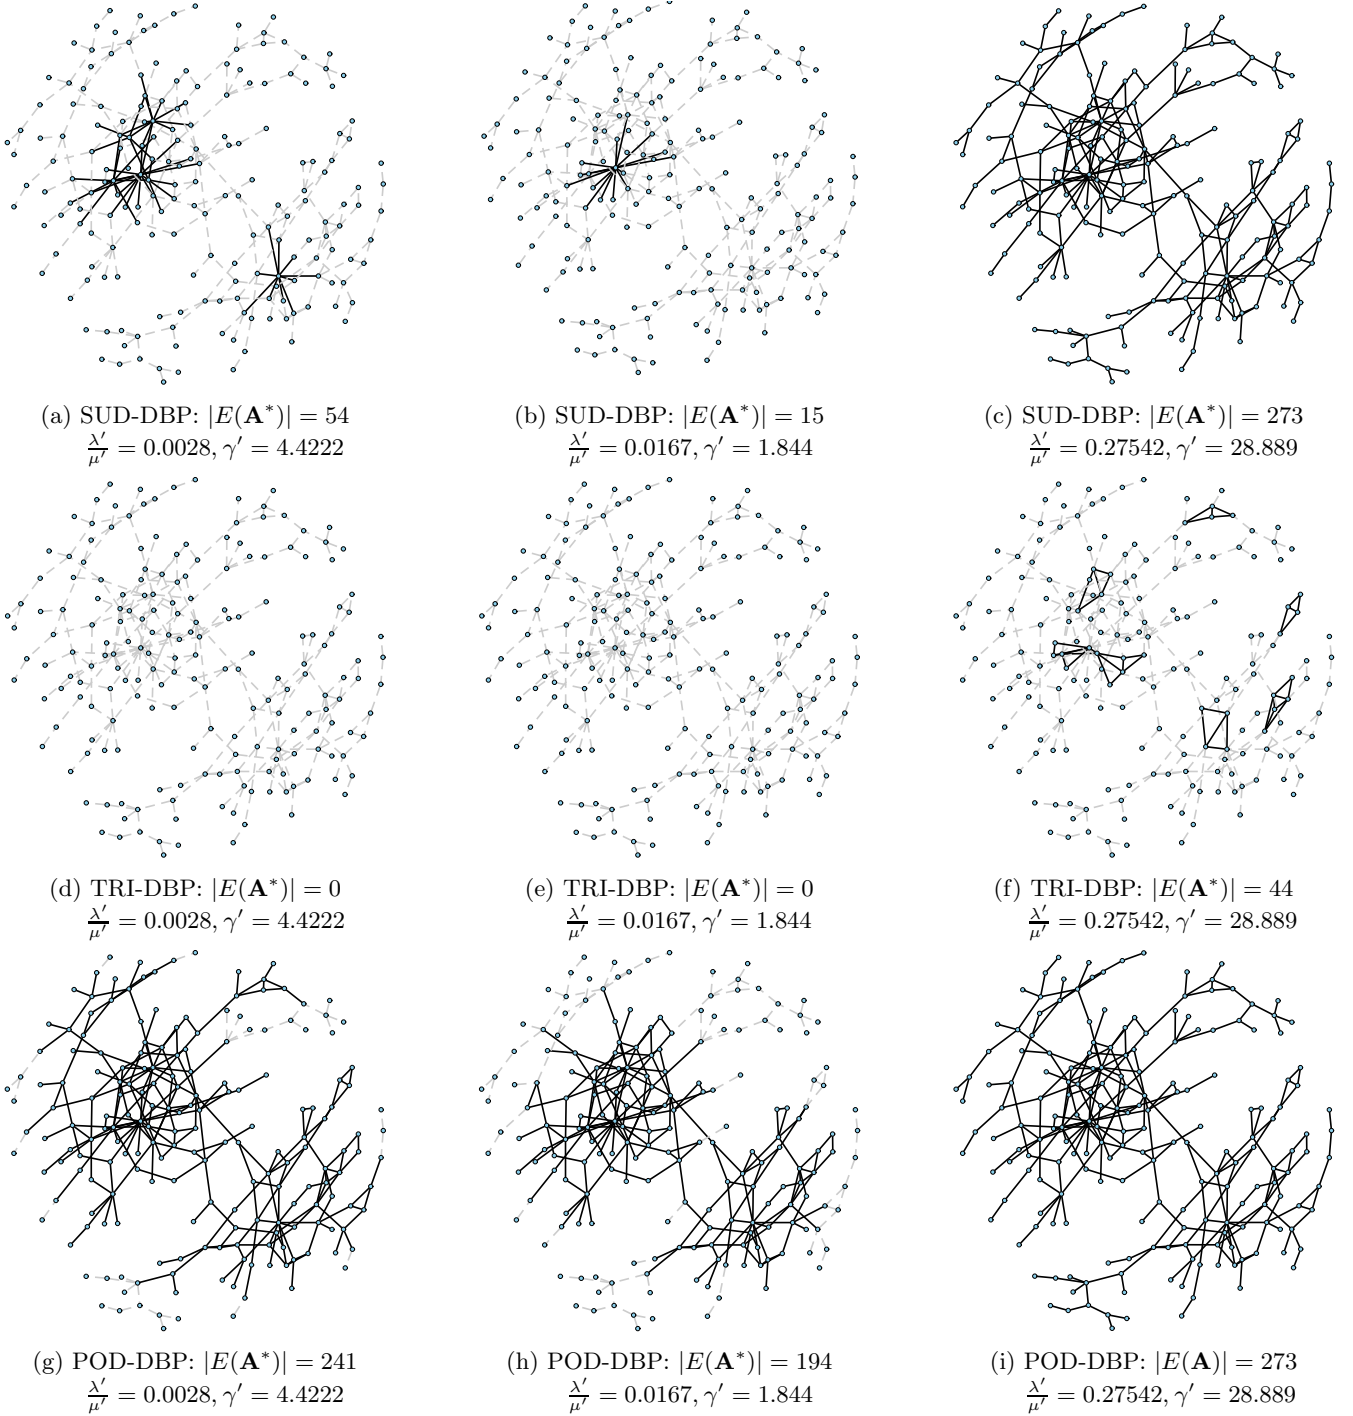 (a) SUD-DBP: |E(A*)| = 54
λ′/μ′ = 0.0028, γ′ = 4.4222
(b) SUD-DBP: |E(A*)| = 15
λ′/μ′ = 0.0167, γ′ = 1.844
(c) SUD-DBP: |E(A*)| = 273
λ′/μ′ = 0.27542, γ′ = 28.889
(d) TRI-DBP: |E(A*)| = 0
λ′/μ′ = 0.0028, γ′ = 4.4222
(e) TRI-DBP: |E(A*)| = 0
λ′/μ′ = 0.0167, γ′ = 1.844
(f) TRI-DBP: |E(A*)| = 44
λ′/μ′ = 0.27542, γ′ = 28.889
(g) POD-DBP: |E(A*)| = 241
λ′/μ′ = 0.0028, γ′ = 4.4222
(h) POD-DBP: |E(A*)| = 194
λ′/μ′ = 0.0167, γ′ = 1.844
(i) POD-DBP: |E(A)| = 273
λ′/μ′ = 0.27542, γ′ = 28.889